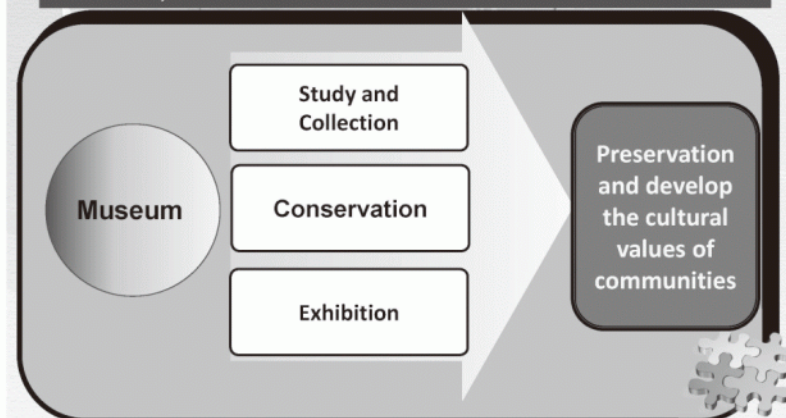 Museum
Study and
Collection
Conservation
Exhibition
Preservation
and develop
the cultural
values of
communities